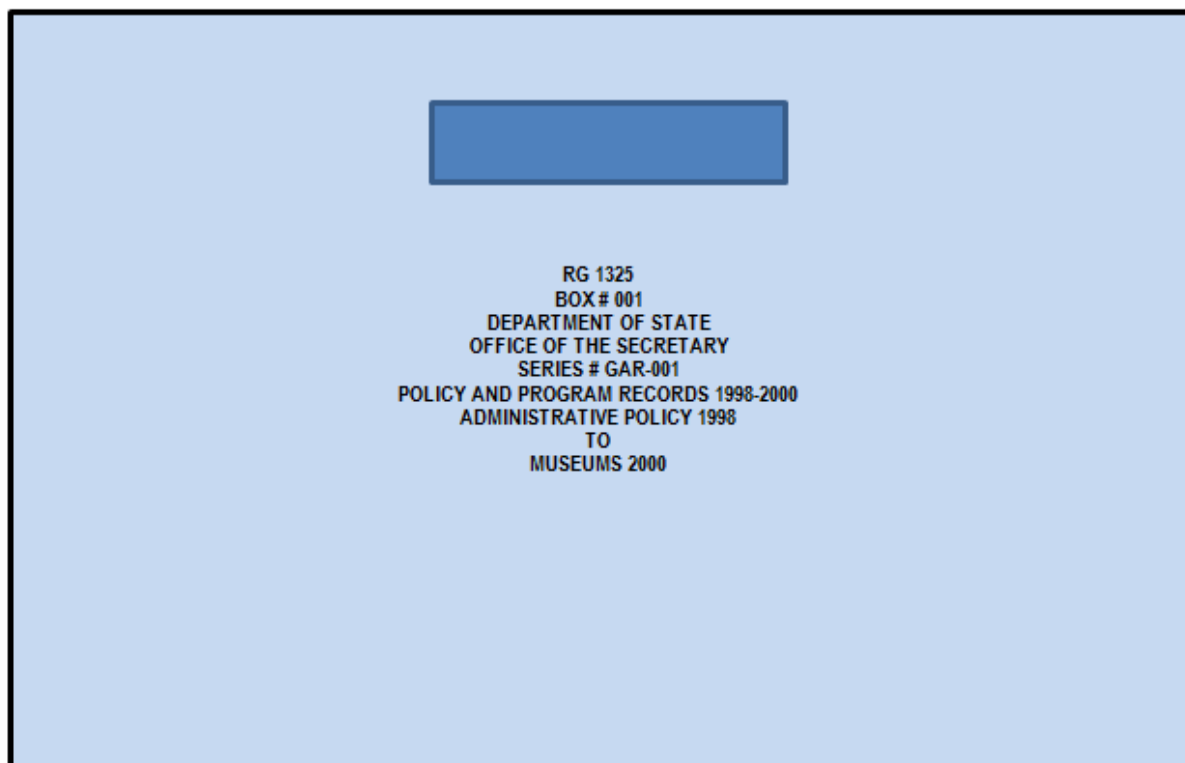 RG 1325
BOX # 001
DEPARTMENT OF STATE
OFFICE OF THE SECRETARY
SERIES # GAR-001
POLICY AND PROGRAM RECORDS 1998-2000
ADMINISTRATIVE POLICY 1998
TO
MUSEUMS 2000